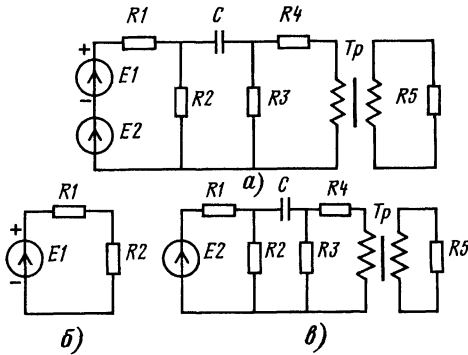 R1 C R4
+ Тр
E1 R2 R3 R5
−
E2
а)
R1 R1 C R4
+ Тр
E1 R2 E2 R2 R3 R5
−
б) в)